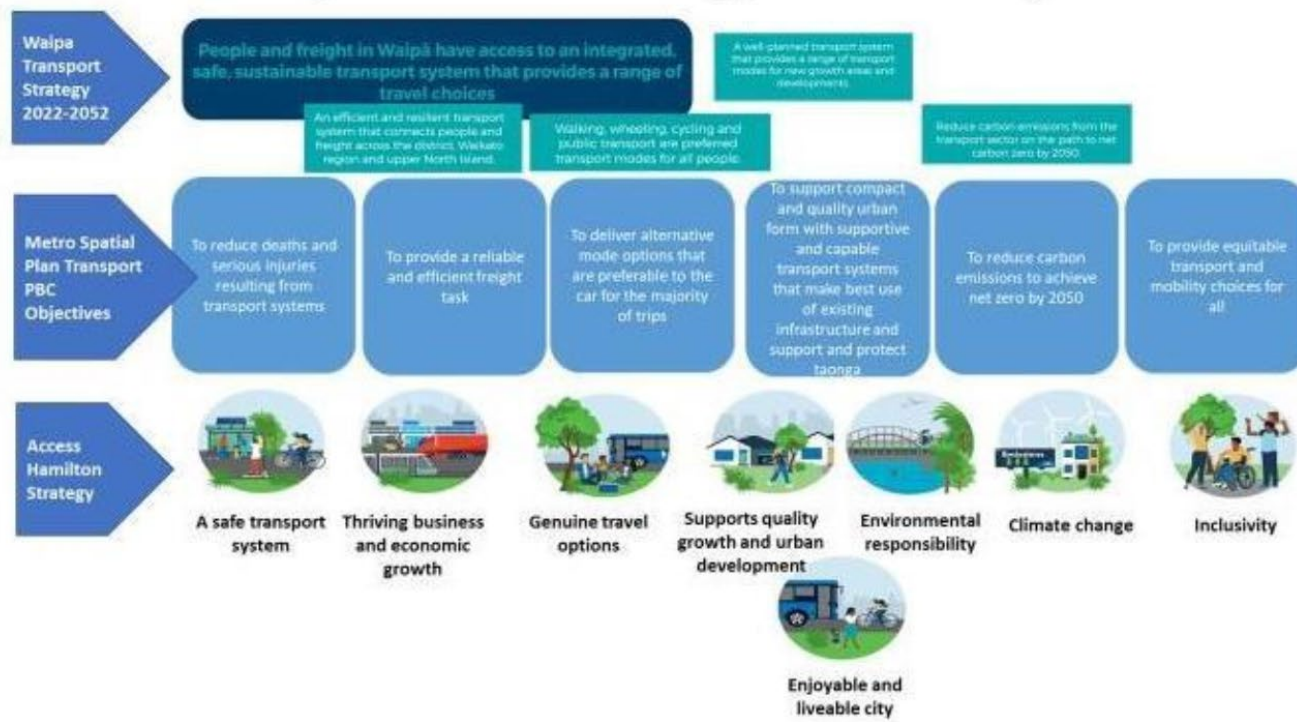 Waipa
Transport
Strategy
2022-2052
People and freight in Waipā have access to an integrated,
safe, sustainable transport system that provides a range of
travel choices
A well-planned transport system
that provides a range of transport
modes for new growth areas and
developments.
An efficient and resilient transport
system that connects people and
freight across the district, Waikato
region and upper North Island.
Walking, wheeling, cycling and
public transport are preferred
transport modes for all people.
Reduce carbon emissions from the
transport sector on the path to net
carbon zero by 2050.
Metro Spatial
Plan Transport
PBC
Objectives
To reduce deaths and
serious injuries
resulting from
transport systems
To provide a reliable
and efficient freight
task
To deliver alternative
mode options that
are preferable to the
car for the majority
of trips
To support compact
and quality urban
form with supportive
and capable
transport systems
that make best use
of existing
infrastructure and
support and protect
taonga
To reduce carbon
emissions to achieve
net zero by 2050
To provide equitable
transport and
mobility choices for
all
Access
Hamilton
Strategy
A safe transport
system
Thriving business
and economic
growth
Genuine travel
options
Supports quality
growth and urban
development
Environmental
responsibility
Emissions
Climate change
Inclusivity
Enjoyable and
liveable city